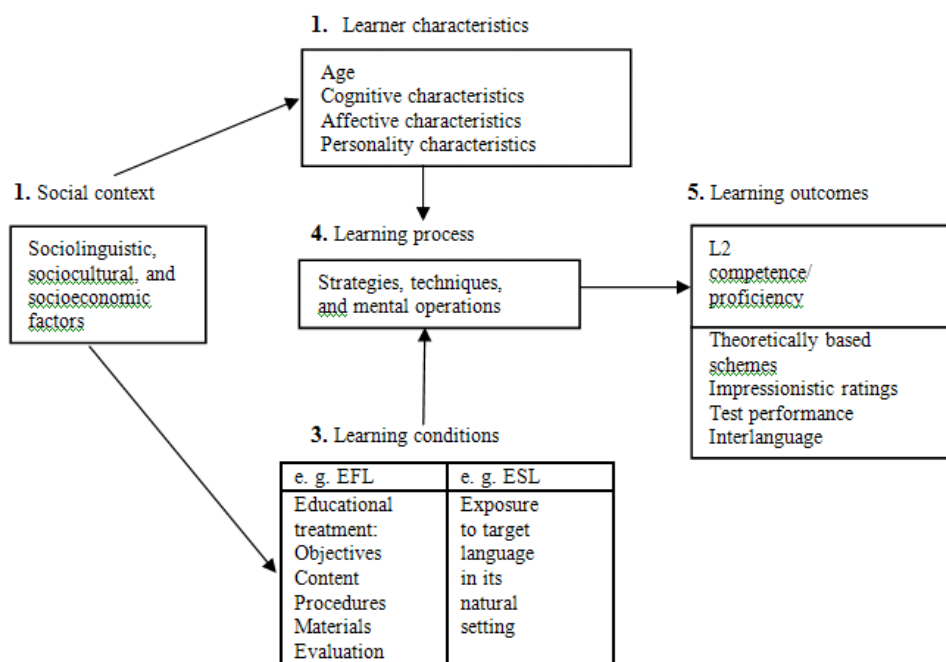 1. Learner characteristics
Age
Cognitive characteristics
Affective characteristics
Personality characteristics
1. Social context
Sociolinguistic,
sociocultural, and
socioeconomic
factors
4. Learning process
Strategies, techniques,
and mental operations
5. Learning outcomes
L2
competence/
proficiency
Theoretically based
schemes
Impressionistic ratings
Test performance
Interlanguage
3. Learning conditions
e. g. EFL
Educational
treatment:
Objectives
Content
Procedures
Materials
Evaluation
e. g. ESL
Exposure
to target
language
in its
natural
setting